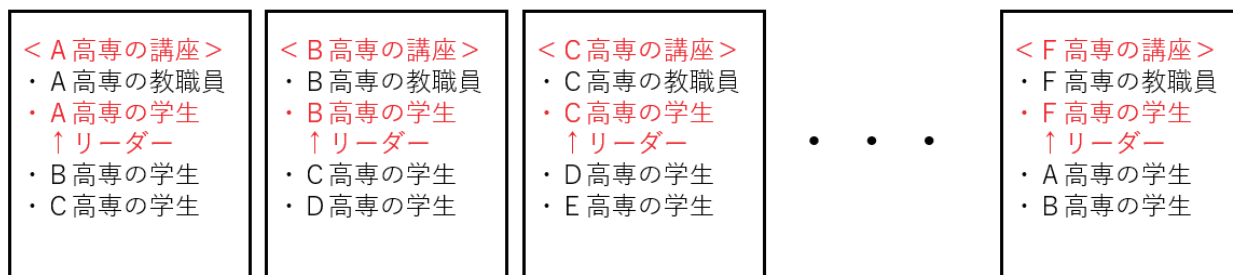 ＜A高専の講座＞
・A高専の教職員
・A高専の学生
↑リーダー
・B高専の学生
・C高専の学生
＜B高専の講座＞
・B高専の教職員
・B高専の学生
↑リーダー
・C高専の学生
・D高専の学生
＜C高専の講座＞
・C高専の教職員
・C高専の学生
↑リーダー
・D高専の学生
・E高専の学生
・・・
＜F高専の講座＞
・F高専の教職員
・F高専の学生
↑リーダー
・A高専の学生
・B高専の学生